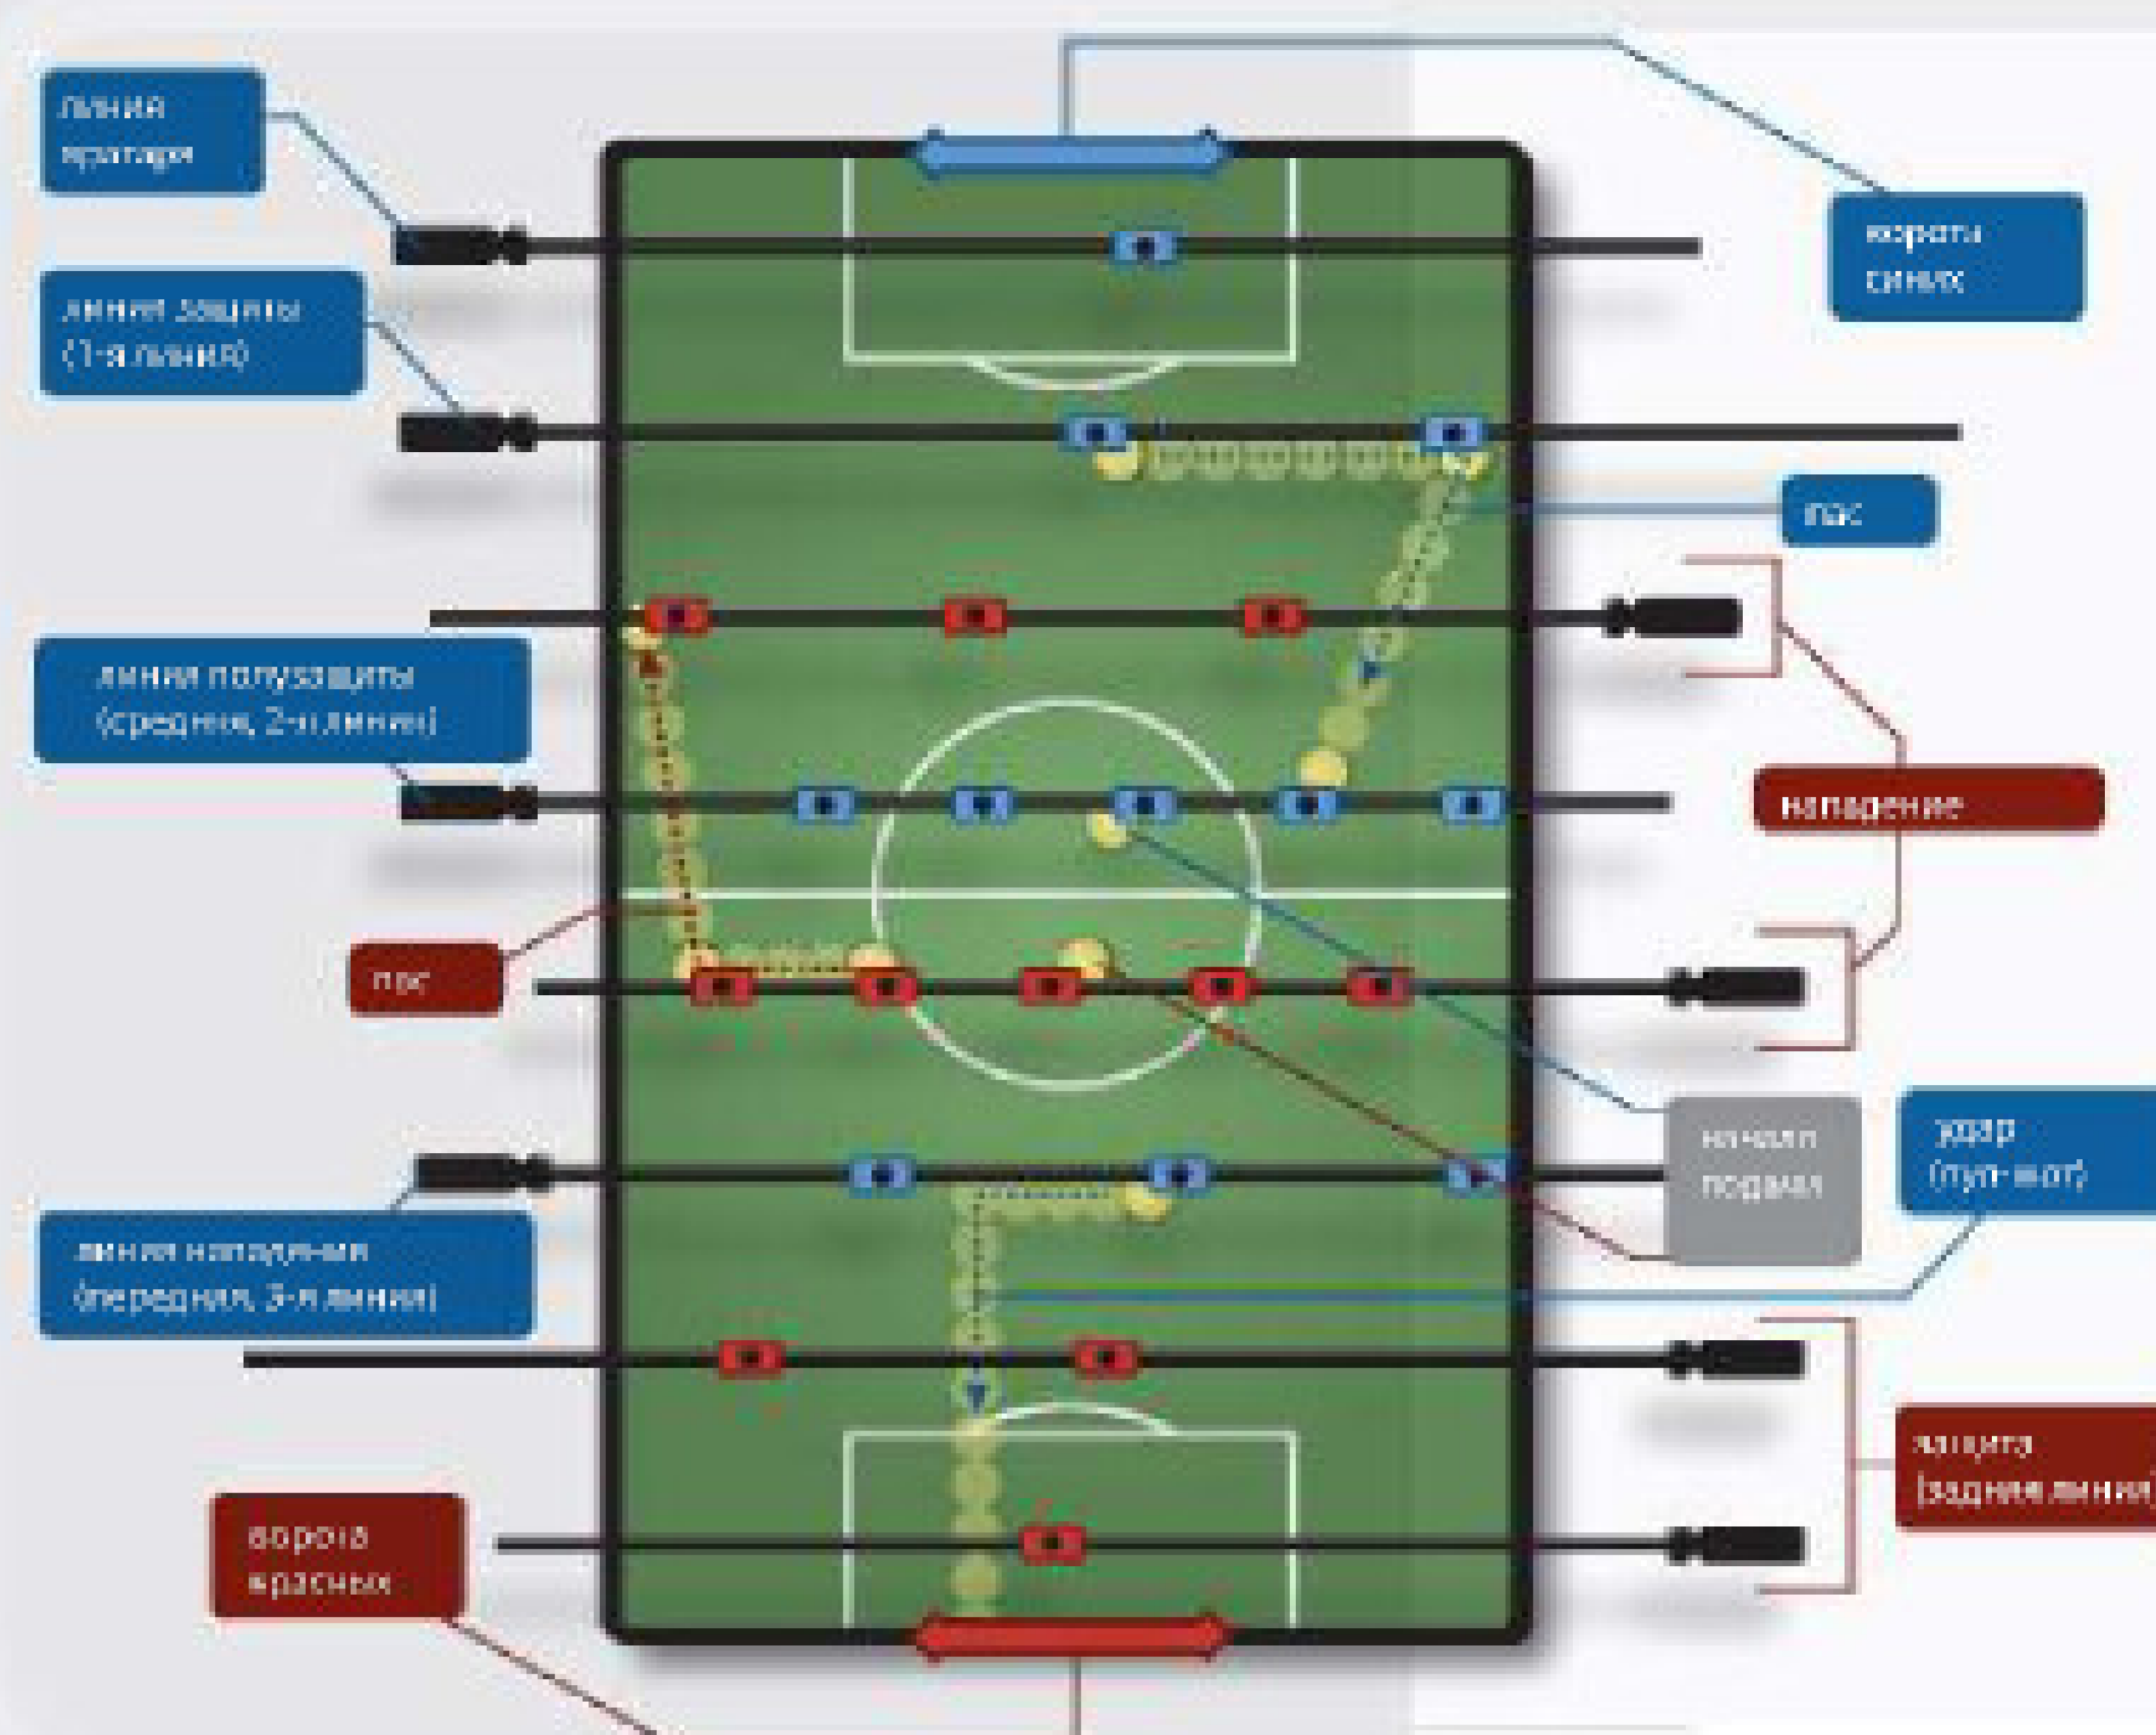 линия
вратаря
ворота
синих
линия защиты
(1-я линия)
пас
линия полузащиты
(средняя, 2-я линия)
нападение
пас
начало
подачи
удар
(пул-шот)
линия нападения
(передняя, 3-я линия)
защита
(задняя линия)
ворота
красных